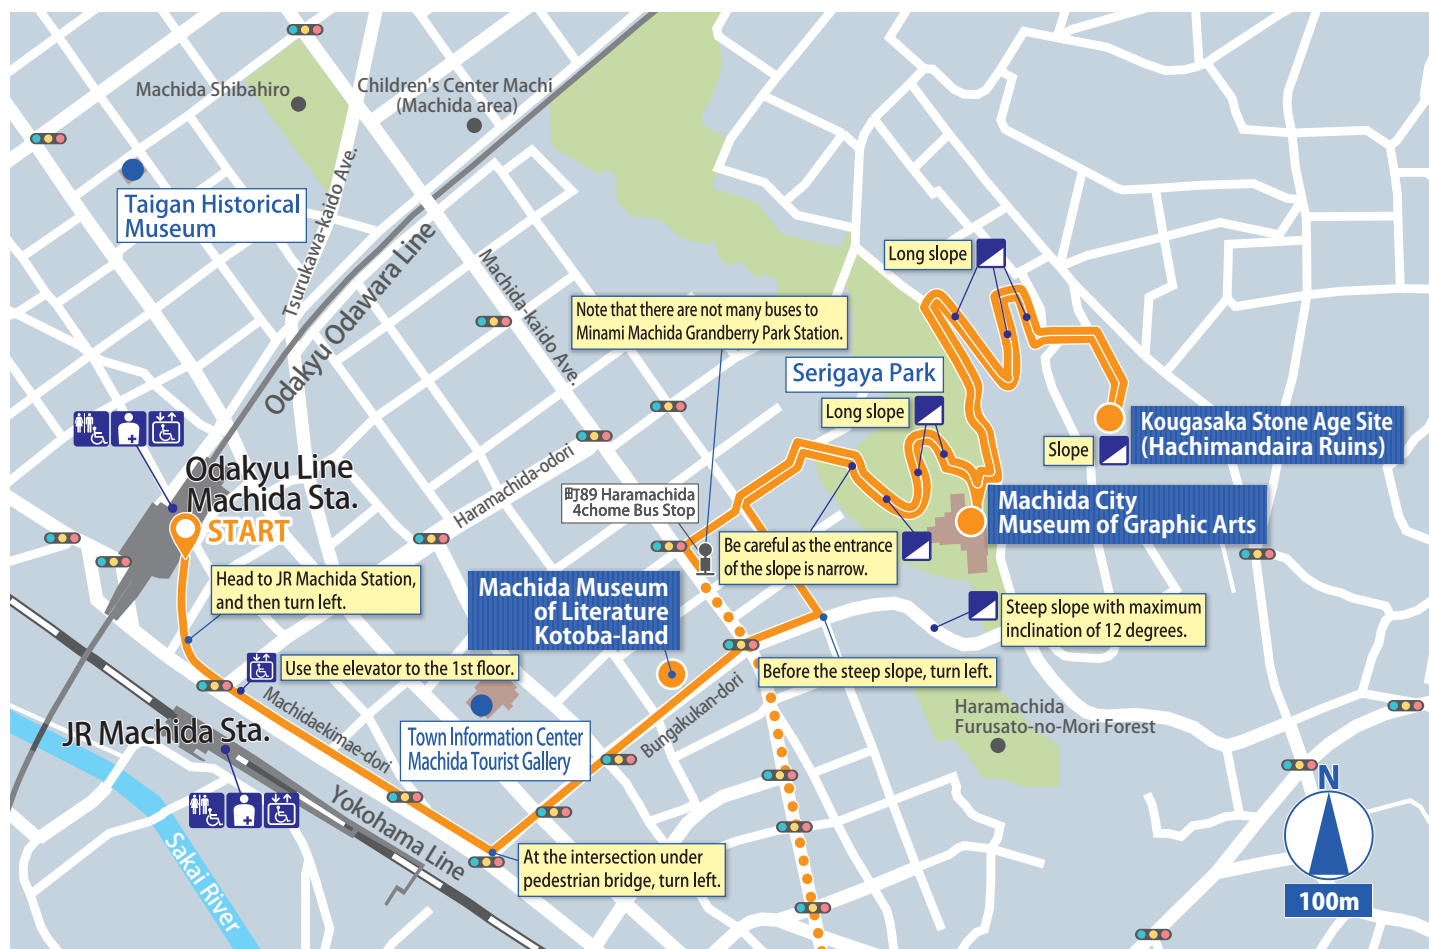 Machida Shibahiro
Children's Center Machi
(Machida area)
Taigan Historical
Museum
Tsurukawa-kaido Ave.
Odakyu Odawara Line
Machida-kaido Ave.
Long slope
Note that there are not many buses to
Minami Machida Grandberry Park Station.
Serigaya Park
Long slope
Kougasaka Stone Age Site
(Hachimandaira Ruins)
Slope
Odakyu Line
Machida Sta.
START
Haramachida-odori
町89 Haramachida
4chome Bus Stop
Machida City
Museum of Graphic Arts
Be careful as the entrance
of the slope is narrow.
Head to JR Machida Station,
and then turn left.
Machida Museum
of Literature
Kotoba-land
Steep slope with maximum
inclination of 12 degrees.
Use the elevator to the 1st floor.
Before the steep slope, turn left.
Machidaekimae-dori
Bungakukan-dori
Haramachida
Furusato-no-Mori Forest
JR Machida Sta.
Town Information Center
Machida Tourist Gallery
Yokohama Line
Sakai River
At the intersection under
pedestrian bridge, turn left.
N
100m